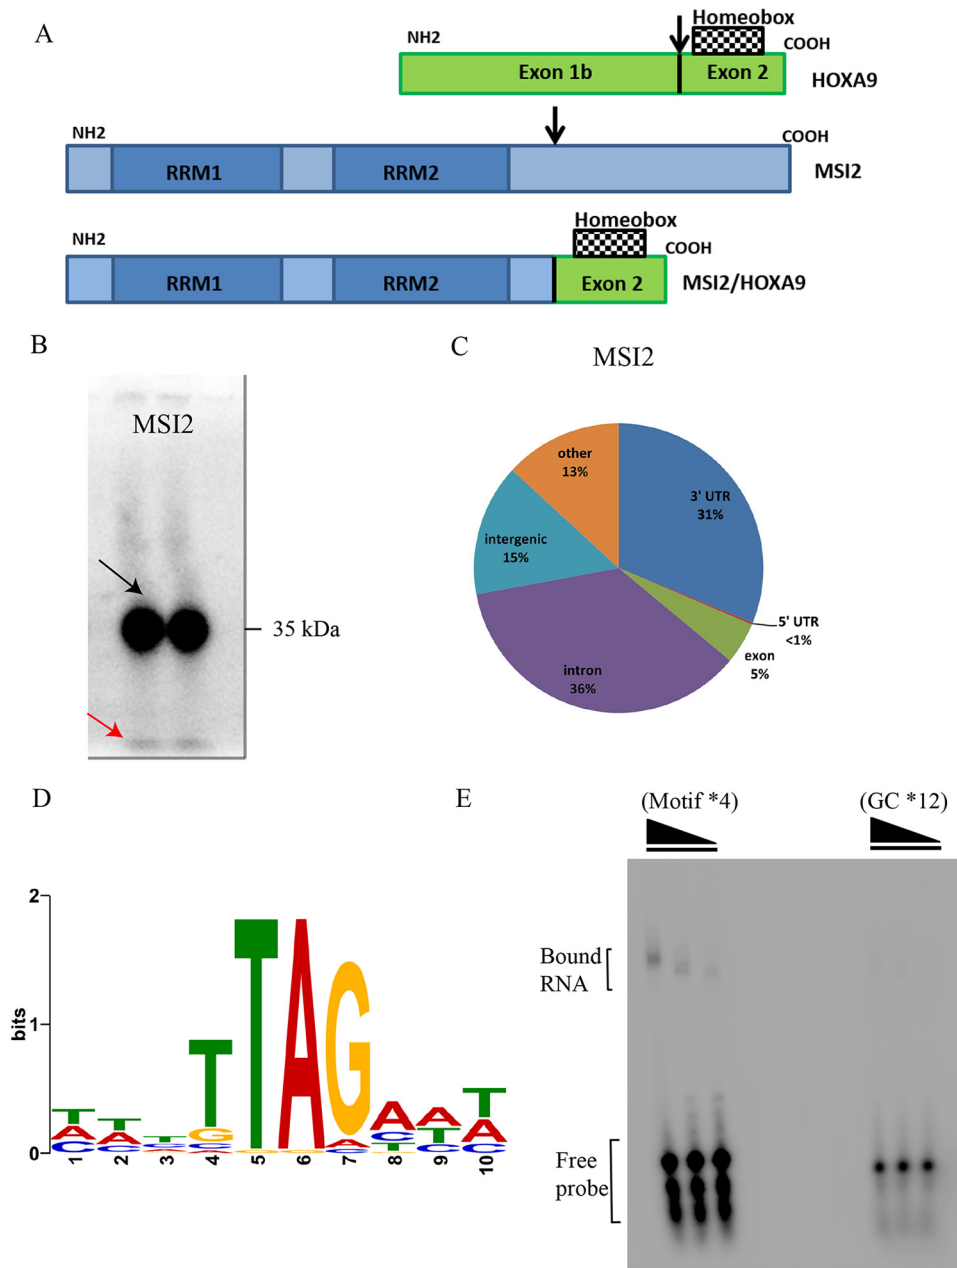 A
Homeobox
NH2
COOH
Exon 1b
Exon 2
HOXA9
NH2
COOH
RRM1
RRM2
MSI2
Homeobox
NH2
COOH
RRM1
RRM2
Exon 2
MSI2/HOXA9
B
MSI2
35 kDa
C
MSI2
other
13%
3' UTR
31%
intergenic
15%
5' UTR
<1%
exon
5%
intron
36%
D
2
1
0
bits
T
A
C
T
A
C
T
C
A
T
G
C
A
T
G
A
G
G
A
C
A
C
T
A
T
C
T
A
C
1 2 3 4 5 6 7 8 9 10
E
(Motif *4)
(GC *12)
Bound
RNA
Free
probe